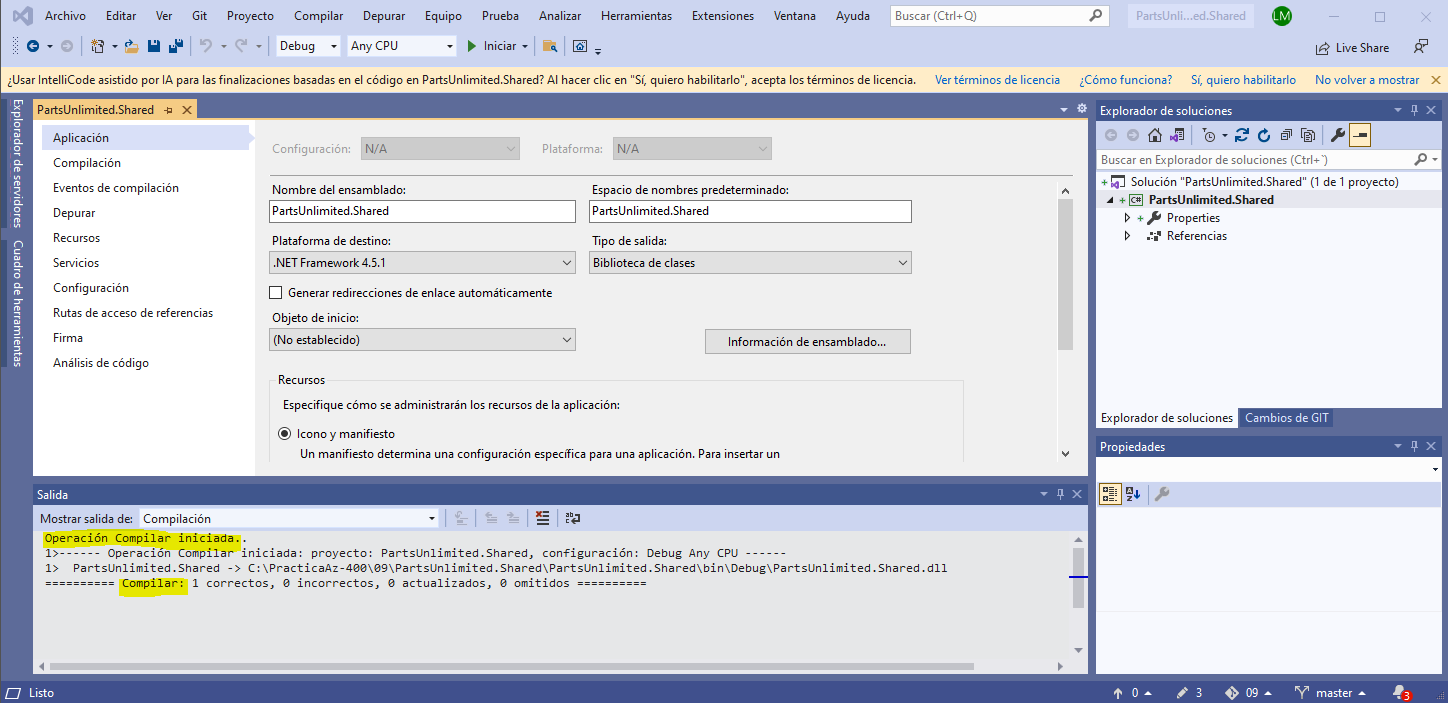 Archivo Editar Ver Git Proyecto Compilar Depurar Equipo Prueba Analizar Herramientas Extensiones Ventana Ayuda Buscar (Ctrl+Q) PartsUnli...ed.Shared LM
Debug Any CPU Iniciar Live Share
¿Usar IntelliCode asistido por IA para las finalizaciones basadas en el código en PartsUnlimited.Shared? Al hacer clic en "Sí, quiero habilitarlo", acepta los términos de licencia. Ver términos de licencia ¿Cómo funciona? Sí, quiero habilitarlo No volver a mostrar
Explorador de servidores
Cuadro de herramientas
PartsUnlimited.Shared
Aplicación
Compilación
Eventos de compilación
Depurar
Recursos
Servicios
Configuración
Rutas de acceso de referencias
Firma
Análisis de código
Configuración: N/A Plataforma: N/A
Nombre del ensamblado: Espacio de nombres predeterminado:
PartsUnlimited.Shared PartsUnlimited.Shared
Plataforma de destino: Tipo de salida:
.NET Framework 4.5.1 Biblioteca de clases
Generar redirecciones de enlace automáticamente
Objeto de inicio:
(No establecido) Información de ensamblado...
Recursos
Especifique cómo se administrarán los recursos de la aplicación:
Icono y manifiesto
Un manifiesto determina una configuración específica para una aplicación. Para insertar un
Explorador de soluciones
Buscar en Explorador de soluciones (Ctrl+`)
Solución "PartsUnlimited.Shared" (1 de 1 proyecto)
C# PartsUnlimited.Shared
Properties
Referencias
Explorador de soluciones Cambios de GIT
Propiedades
Salida
Mostrar salida de: Compilación
Operación Compilar iniciada..
1>------ Operación Compilar iniciada: proyecto: PartsUnlimited.Shared, configuración: Debug Any CPU ------
1>  PartsUnlimited.Shared -> C:\PracticaAz-400\09\PartsUnlimited.Shared\PartsUnlimited.Shared\bin\Debug\PartsUnlimited.Shared.dll
========== Compilar: 1 correctos, 0 incorrectos, 0 actualizados, 0 omitidos ==========
Listo 0 3 09 master 3